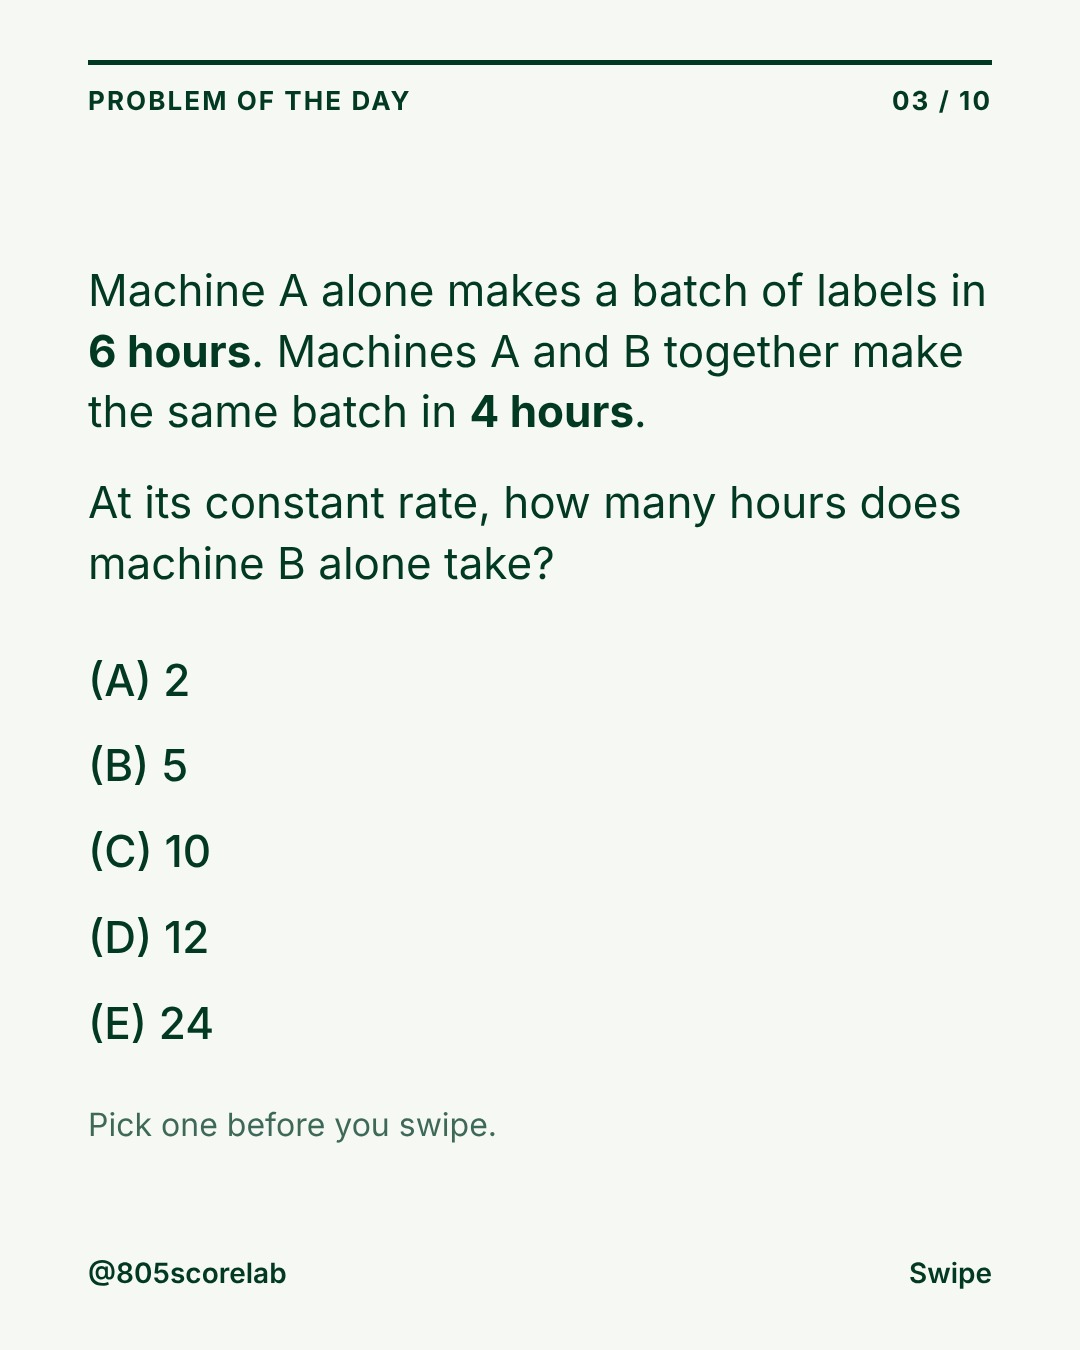 PROBLEM OF THE DAY
03 / 10
Machine A alone makes a batch of labels in
6 hours. Machines A and B together make
the same batch in 4 hours.
At its constant rate, how many hours does
machine B alone take?
(A) 2
(B) 5
(C) 10
(D) 12
(E) 24
Pick one before you swipe.
@805scorelab
Swipe